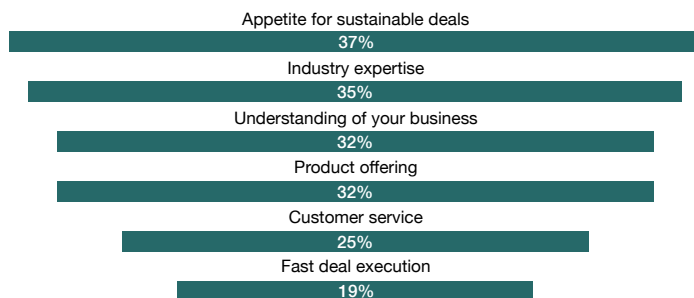 Appetite for sustainable deals
37%
Industry expertise
35%
Understanding of your business
32%
Product offering
32%
Customer service
25%
Fast deal execution
19%